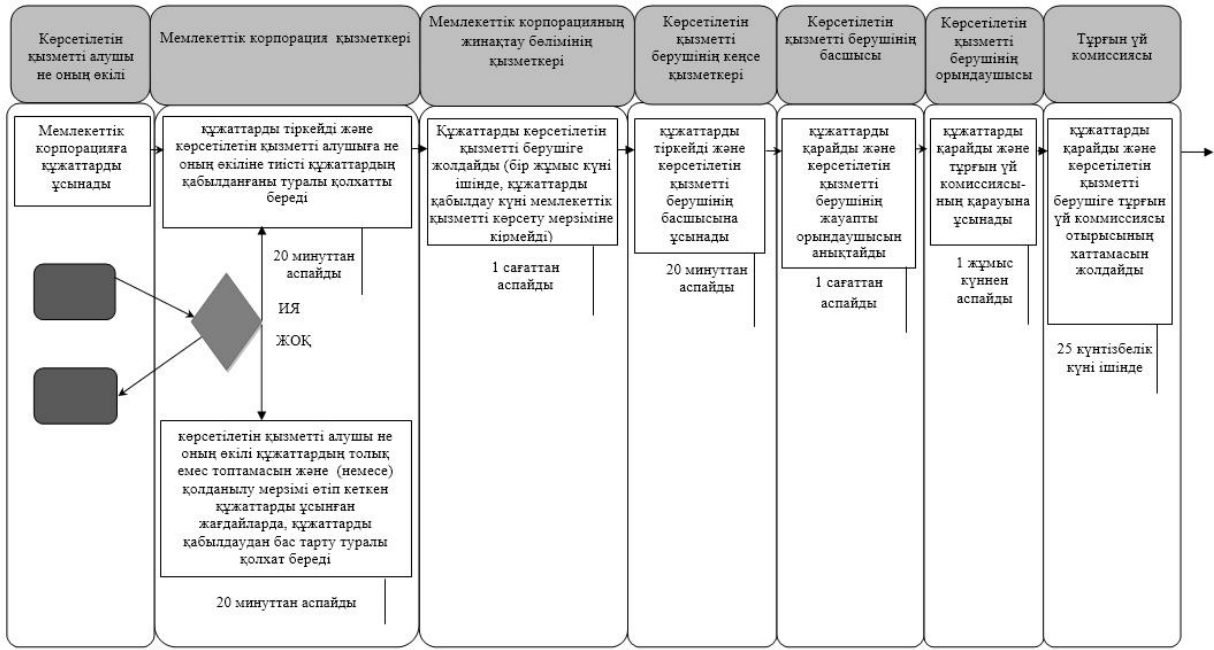 Көрсетілетін
қызметті алушы
не оның өкілі
Мемлекеттік корпорация қызметкері
Мемлекеттік корпорацияның
жинақтау бөлімінің
қызметкері
Көрсетілетін
қызметті
берушінің кеңсе
қызметкері
Көрсетілетін
қызметті берушінің
басшысы
Көрсетілетін
қызметті
берушінің
орындаушысы
Тұрғын үй
комиссиясы
Мемлекеттік
корпорацияға
құжаттарды
ұсынады
құжаттарды тіркейді және
көрсетілетін қызметті алушыға не
оның өкіліне тиісті құжаттардың
қабылданғаны туралы қолхатты
береді
20 минуттан
аспайды
ИЯ
ЖОҚ
көрсетілетін қызметті алушы не
оның өкілі құжаттардың толық
емес топтамасын және (немесе)
қолданылу мерзімі өтіп кеткен
құжаттарды ұсынған
жағдайларда, құжаттарды
қабылдаудан бас тарту туралы
қолхат береді
20 минуттан аспайды
Құжаттарды көрсетілетін
қызметті берушіге
жолдайды (бір жұмыс күні
ішінде, құжаттарды
қабылдау күні мемлекеттік
қызметті көрсету мерзіміне
кірмейді)
1 сағаттан
аспайды
құжаттарды
тіркейді және
көрсетілетін
қызметті
берушінің
басшысына
ұсынады
20 минуттан
аспайды
құжаттарды
қарайды және
көрсетілетін
қызметті
берушінің
жауапты
орындаушысын
анықтайды
1 сағаттан
аспайды
құжаттарды
қарайды және
тұрғын үй
комиссиясы-
ның қарауына
ұсынады
1 жұмыс
күннен
аспайды
құжаттарды
қарайды және
көрсетілетін
қызметті
берушіге тұрғын
үй коммиссиясы
отырысының
хаттамасын
жолдайды
25 күнтізбелік
күні ішінде